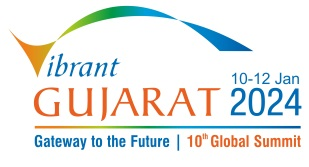 Vibrant
10-12 Jan
GUJARAT 2024
Gateway to the Future | 10th Global Summit